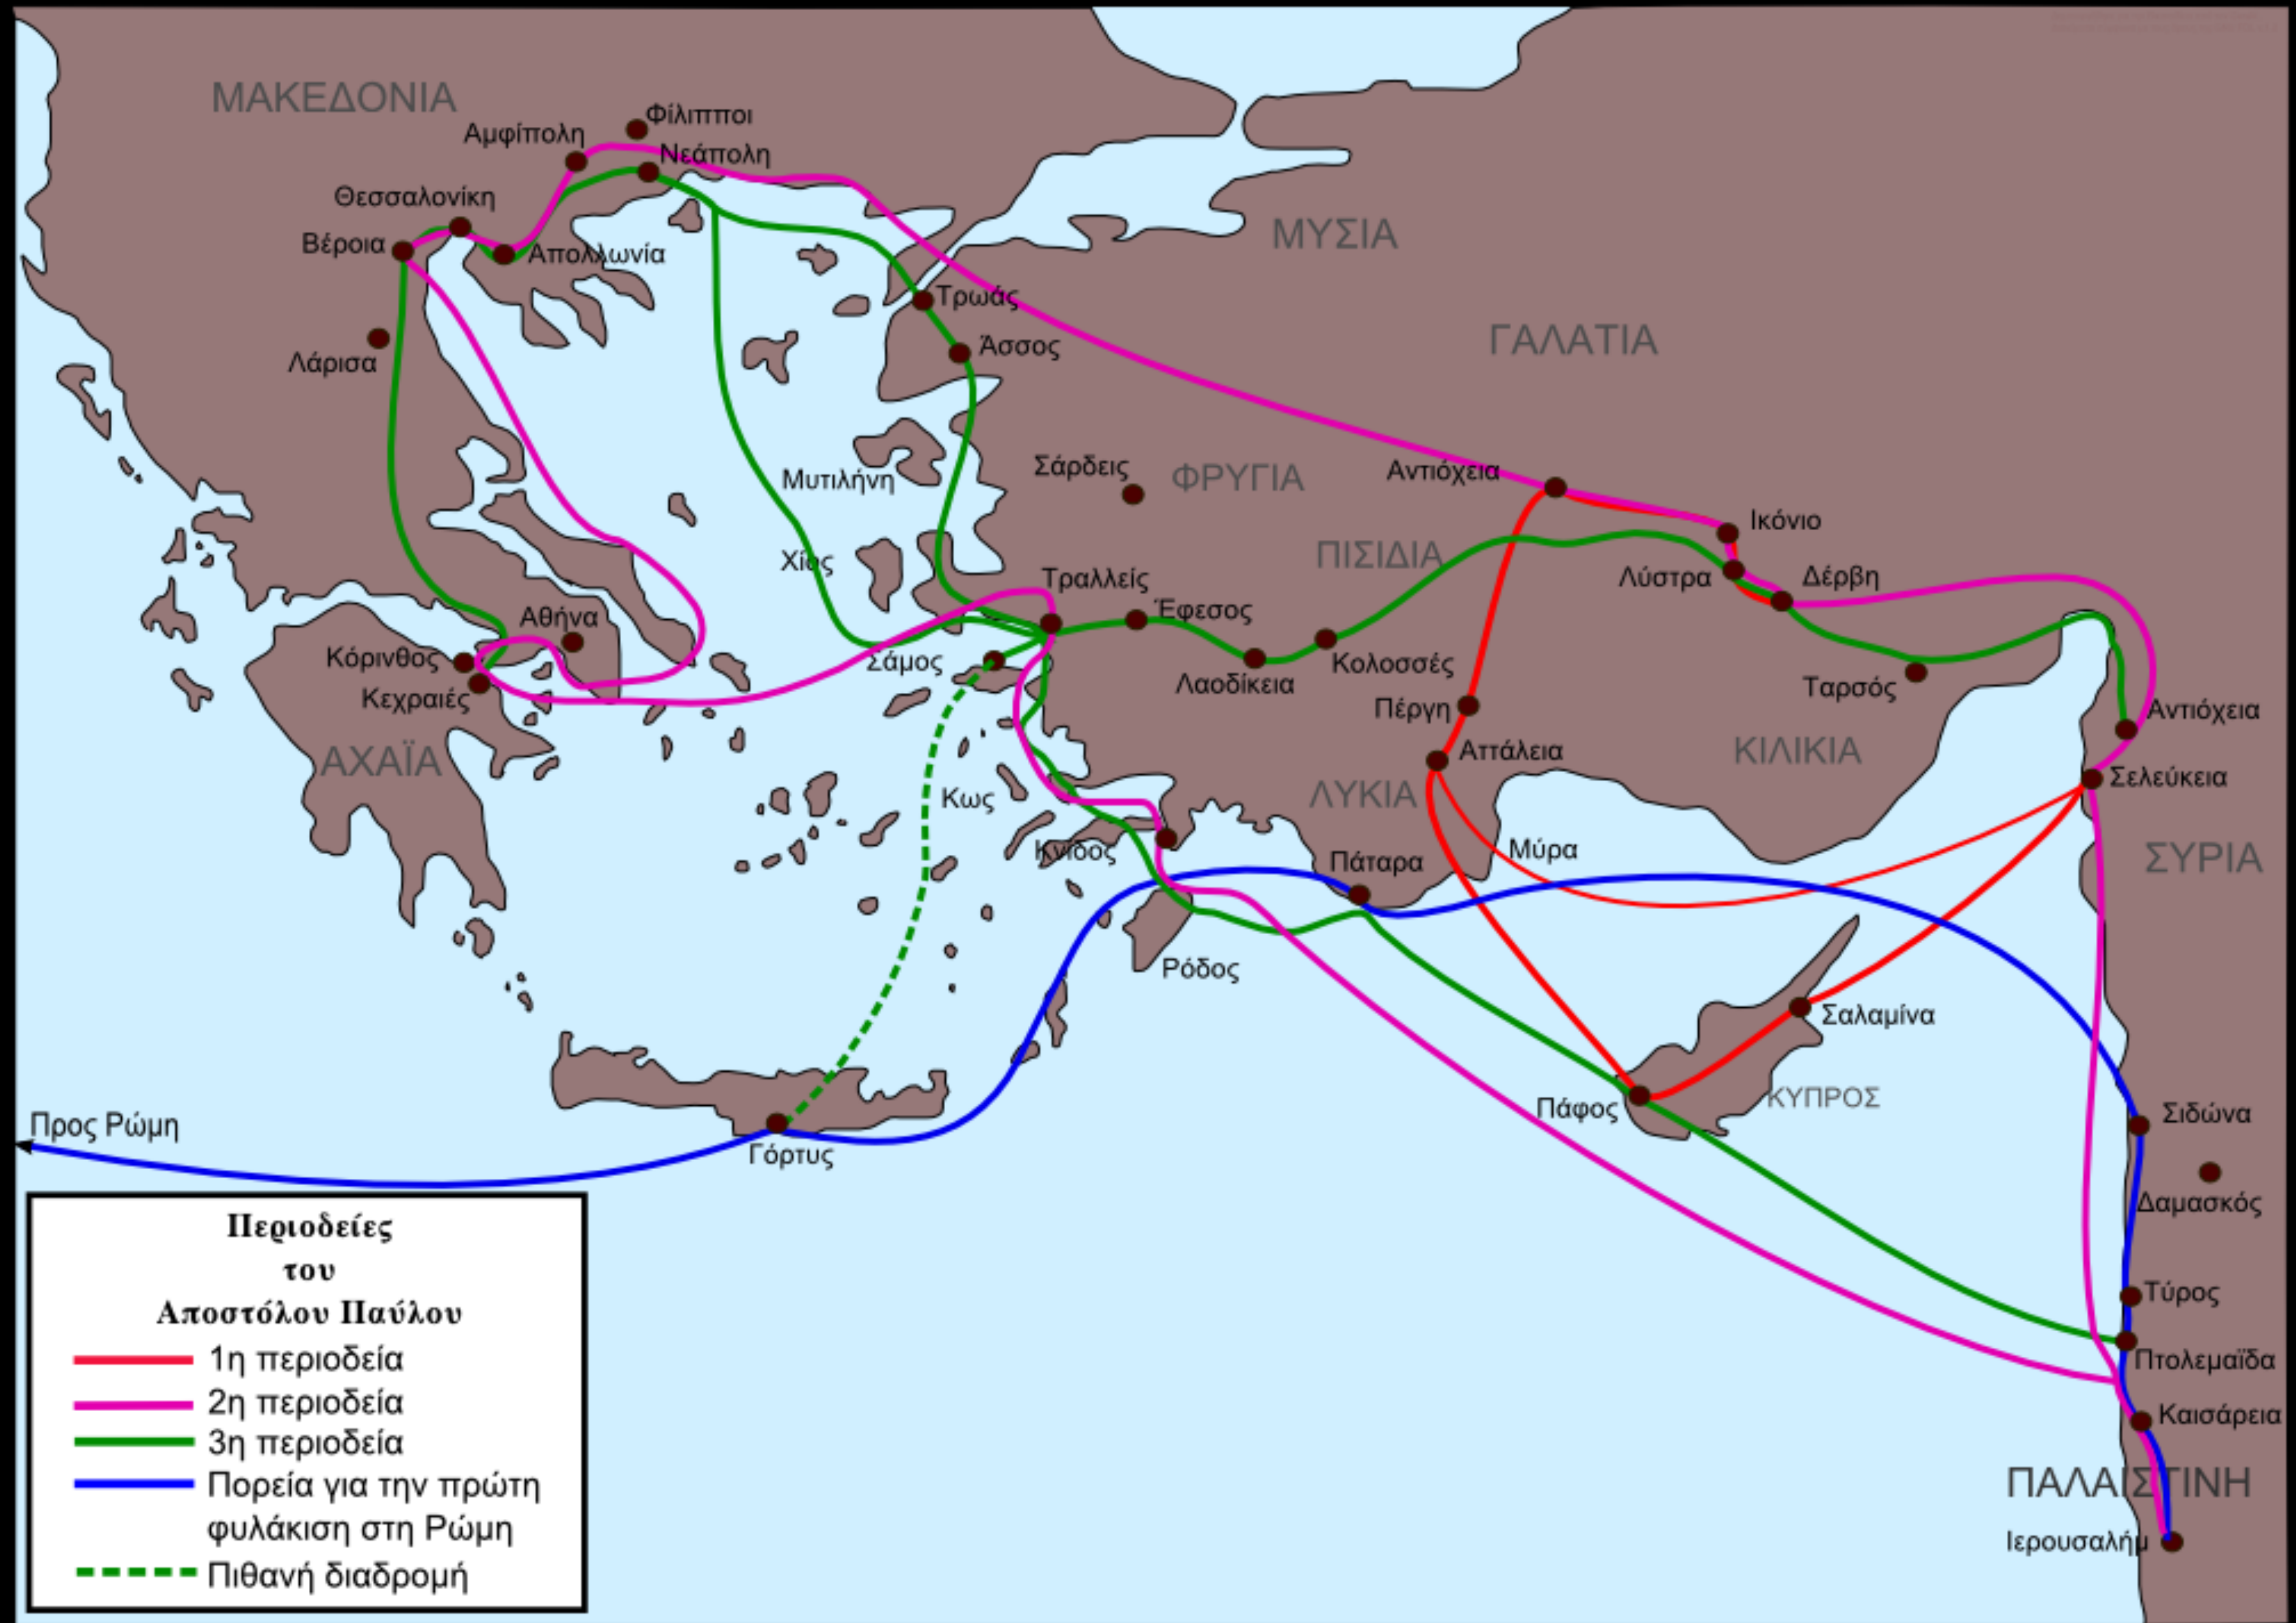 ΜΑΚΕΔΟΝΙΑ
Φίλιπποι
Αμφίπολη
Νεάπολη
Θεσσαλονίκη
Βέροια
Απολλωνία
ΜΥΣΙΑ
Τρωάς
Λάρισα
Άσσος
ΓΑΛΑΤΙΑ
Μυτιλήνη
Σάρδεις
ΦΡΥΓΙΑ
Αντιόχεια
Ικόνιο
Χίος
ΠΙΣΙΔΙΑ
Τραλλείς
Λύστρα
Δέρβη
Αθήνα
Έφεσος
Κόρινθος
Σάμος
Κολοσσές
Κεχραιές
Λαοδίκεια
Ταρσός
Πέργη
Αντιόχεια
ΑΧΑΪΑ
Αττάλεια
ΚΙΛΙΚΙΑ
Σελεύκεια
Κως
ΛΥΚΙΑ
Κνίδος
Πάταρα
Μύρα
ΣΥΡΙΑ
Ρόδος
Σαλαμίνα
ΚΥΠΡΟΣ
Πάφος
Σιδώνα
Προς Ρώμη
Γόρτυς
Δαμασκός
Τύρος
Πτολεμαϊδα
Καισάρεια
ΠΑΛΑΙΣΤΙΝΗ
Ιερουσαλήμ
Περιοδείες
του
Αποστόλου Παύλου
1η περιοδεία
2η περιοδεία
3η περιοδεία
Πορεία για την πρώτη
φυλάκιση στη Ρώμη
Πιθανή διαδρομή